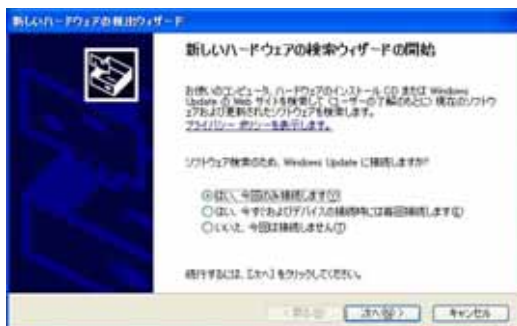 新しいハードウェアの検出ウィザード
新しいハードウェアの検索ウィザードの開始
お使いのコンピュータ、ハードウェアのインストール CD または Windows
Update の Web サイトを検索して (ユーザーの了解のもとに) 現在のソフトウ
ェアおよび更新されたソフトウェアを検索します。
プライバシー ポリシーを表示します。
ソフトウェア検索のため、Windows Update に接続しますか?
はい、今回のみ接続します(Y)
はい、今すぐおよびデバイスの接続時には毎回接続します(E)
いいえ、今回は接続しません(T)
続行するには、[次へ] をクリックしてください。
< 戻る(B)
次へ(N) >
キャンセル